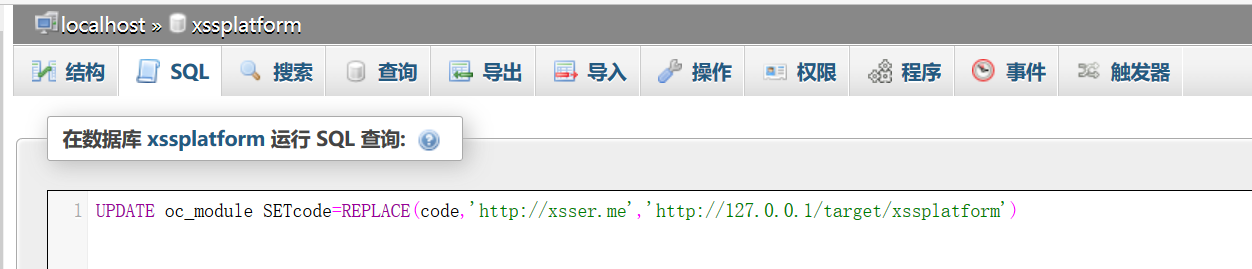 localhost » xssplatform
结构 SQL 搜索 查询 导出 导入 操作 权限 程序 事件 触发器
在数据库 xssplatform 运行 SQL 查询:
1 UPDATE oc_module SETcode=REPLACE(code,'http://xsser.me','http://127.0.0.1/target/xssplatform')